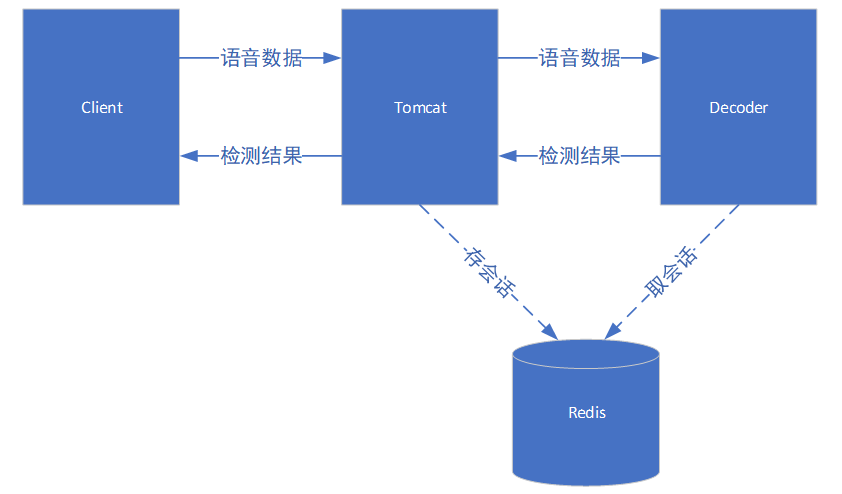 语音数据
语音数据
Client
Tomcat
Decoder
检测结果
检测结果
存会话
取会话
Redis